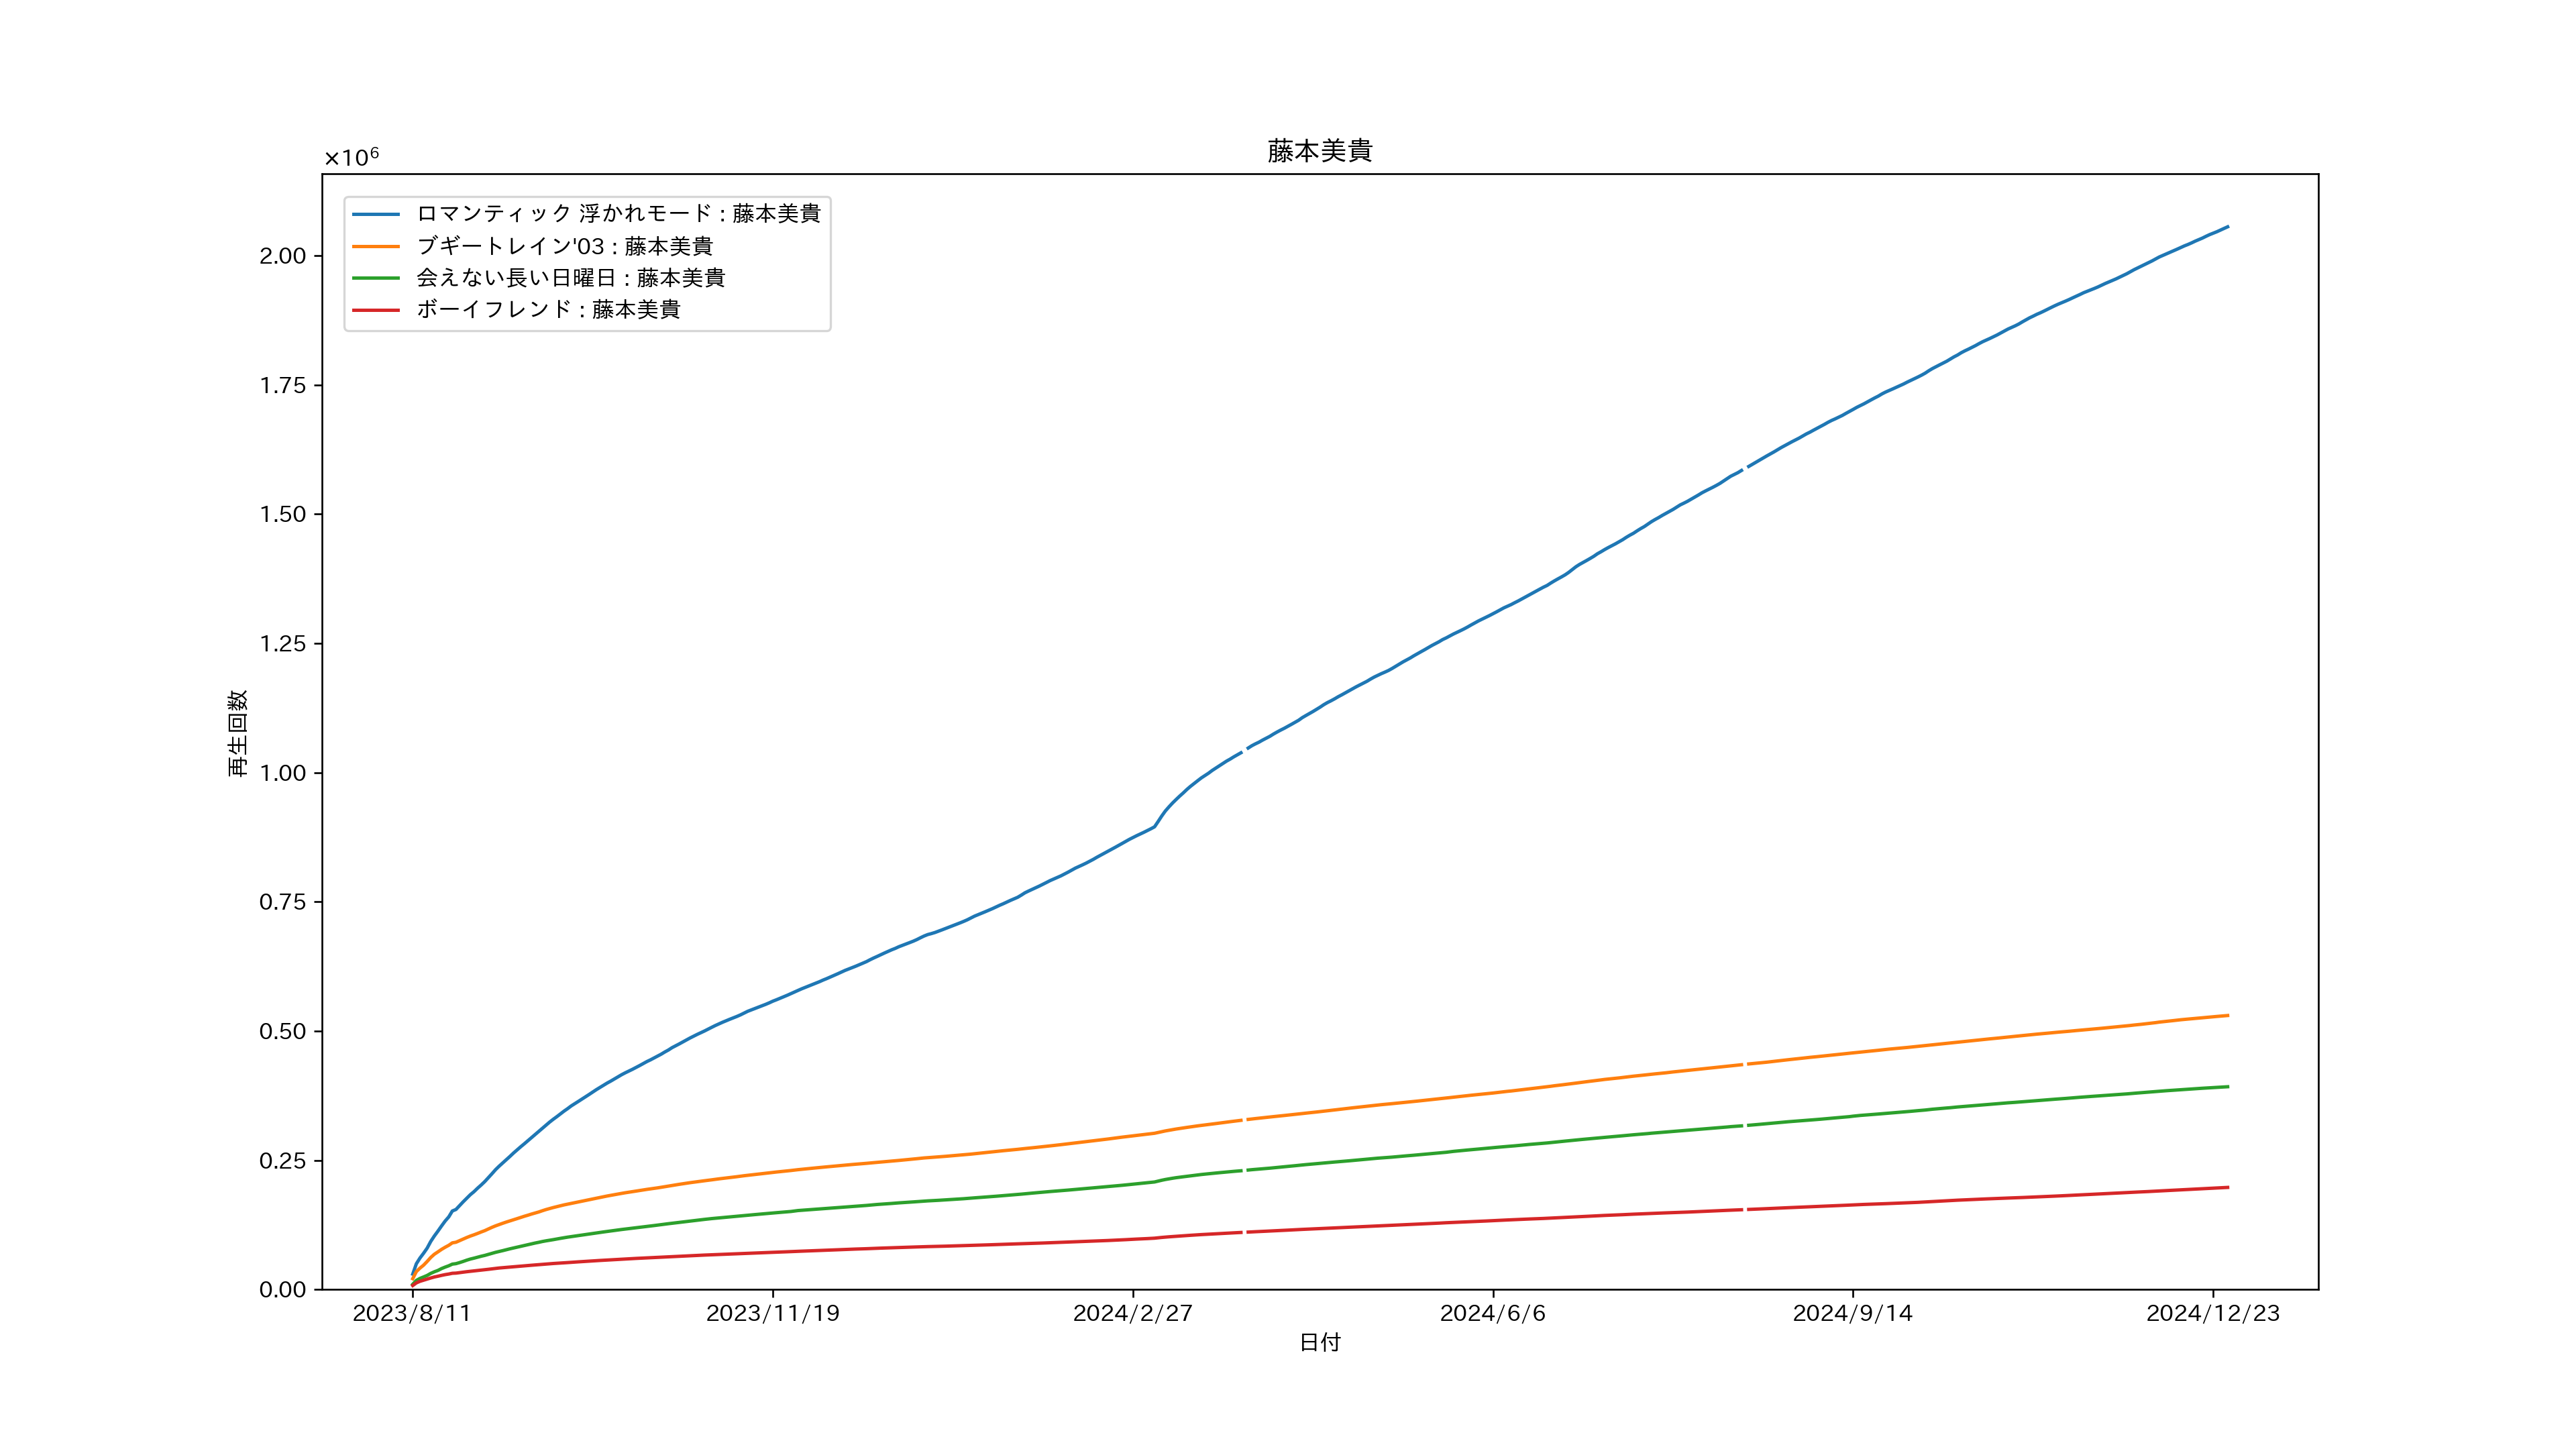 藤本美貴
×10⁶
ロマンティック 浮かれモード : 藤本美貴
ブギートレイン'03 : 藤本美貴
会えない長い日曜日 : 藤本美貴
ボーイフレンド : 藤本美貴
2.00
1.75
1.50
1.25
1.00
0.75
0.50
0.25
0.00
再生回数
2023/8/11
2023/11/19
2024/2/27
2024/6/6
2024/9/14
2024/12/23
日付